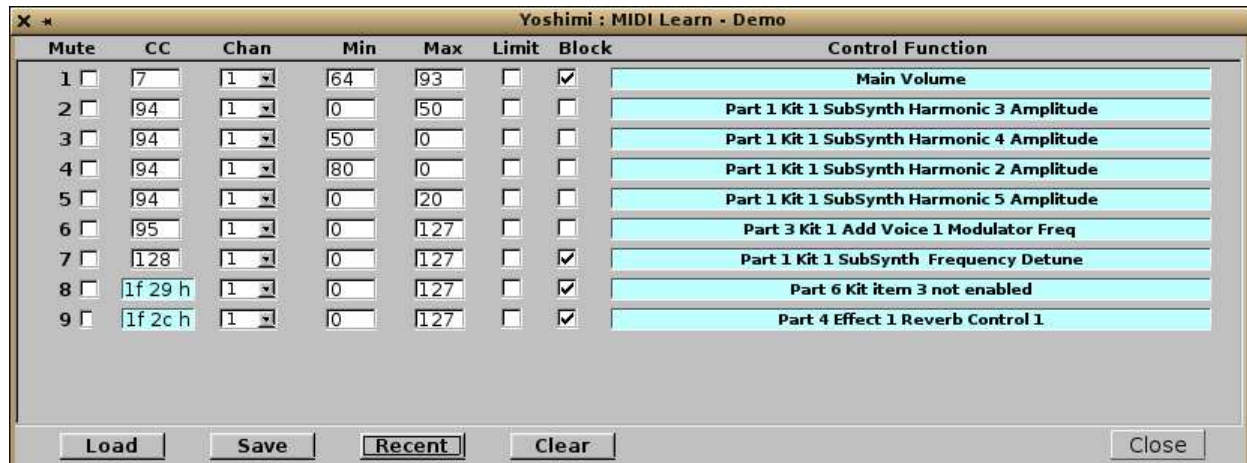 Yoshimi : MIDI Learn - Demo
Mute CC Chan Min Max Limit Block Control Function
1 7 1 64 93 Main Volume
2 94 1 0 50 Part 1 Kit 1 SubSynth Harmonic 3 Amplitude
3 94 1 50 0 Part 1 Kit 1 SubSynth Harmonic 4 Amplitude
4 94 1 80 0 Part 1 Kit 1 SubSynth Harmonic 2 Amplitude
5 94 1 0 20 Part 1 Kit 1 SubSynth Harmonic 5 Amplitude
6 95 1 0 127 Part 3 Kit 1 Add Voice 1 Modulator Freq
7 128 1 0 127 Part 1 Kit 1 SubSynth Frequency Detune
8 1f 29 h 1 0 127 Part 6 Kit item 3 not enabled
9 1f 2c h 1 0 127 Part 4 Effect 1 Reverb Control 1
Load Save Recent Clear Close